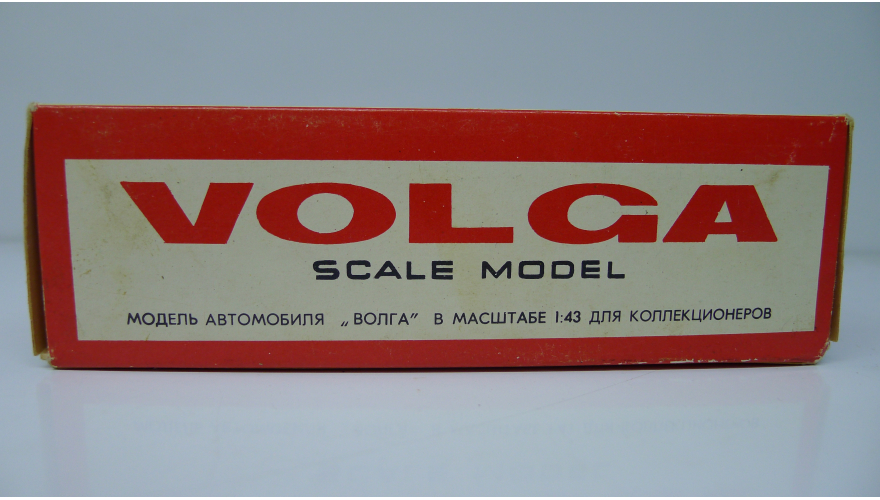 VOLGA
SCALE MODEL
МОДЕЛЬ АВТОМОБИЛЯ „ВОЛГА" В МАСШТАБЕ 1:43 ДЛЯ КОЛЛЕКЦИОНЕРОВ